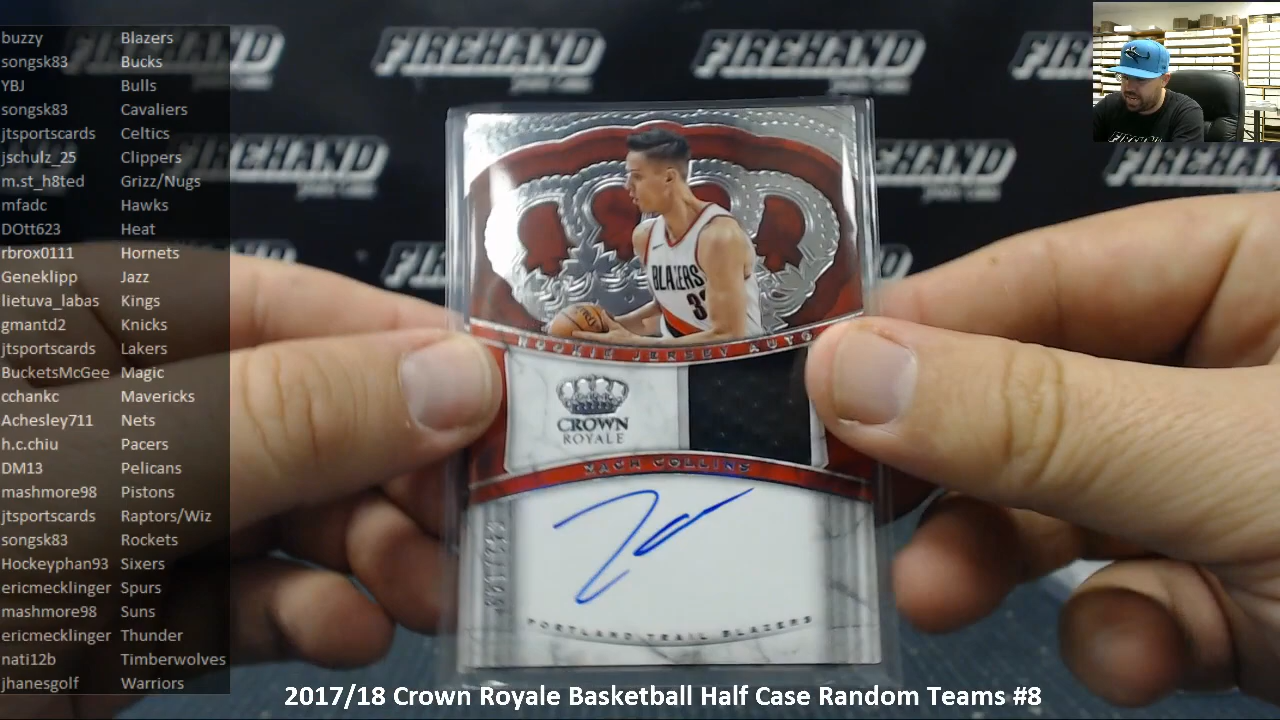 buzzy Blazers
songsk83 Bucks
YBJ Bulls
songsk83 Cavaliers
jtsportscards Celtics
jschulz_25 Clippers
m.st_h8ted Grizz/Nugs
mfadc Hawks
DOtt623 Heat
rbrox0111 Hornets
Geneklipp Jazz
lietuva_labas Kings
gmantd2 Knicks
jtsportscards Lakers
BucketsMcGee Magic
cchankc Mavericks
Achesley711 Nets
h.c.chiu Pacers
DM13 Pelicans
mashmore98 Pistons
jtsportscards Raptors/Wiz
songsk83 Rockets
Hockeyphan93 Sixers
ericmecklinger Spurs
mashmore98 Suns
ericmecklinger Thunder
nati12b Timberwolves
jhanesgolf Warriors
FIREHAND FIREHAND
FIREHAND FIREHAND
BLAZERS
ROOKIE JERSEY AUTO
CROWN
ROYALE
ZACH COLLINS
PORTLAND TRAIL BLAZERS
2017/18 Crown Royale Basketball Half Case Random Teams #8